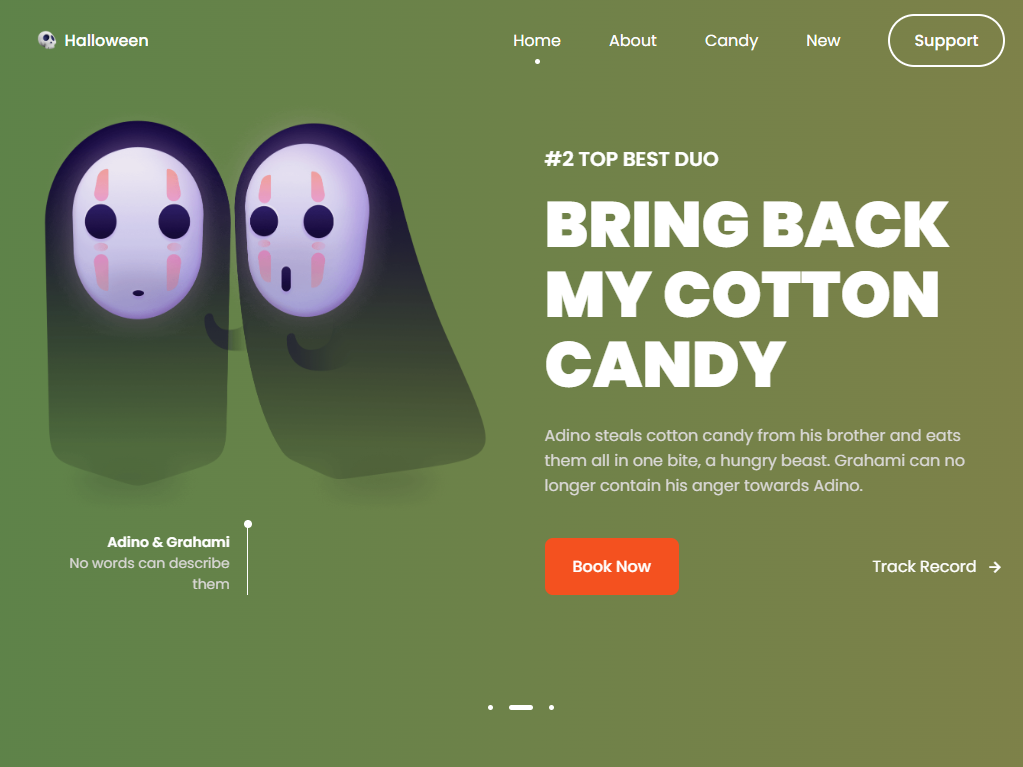 Halloween
Home
About
Candy
New
Support
#2 TOP BEST DUO
BRING BACK
MY COTTON
CANDY
Adino steals cotton candy from his brother and eats
them all in one bite, a hungry beast. Grahami can no
longer contain his anger towards Adino.
Book Now
Track Record
Adino & Grahami
No words can describe
them